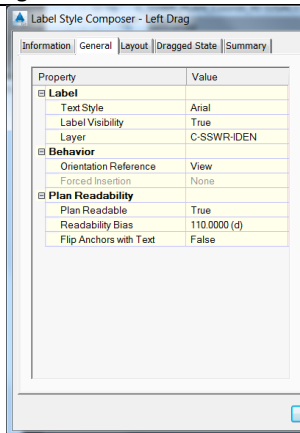 Label Style Composer - Left Drag
Information General Layout Dragged State Summary
Property Value
Label
Text Style Arial
Label Visibility True
Layer C-SSWR-IDEN
Behavior
Orientation Reference View
Forced Insertion None
Plan Readability
Plan Readable True
Readability Bias 110.0000 (d)
Flip Anchors with Text False